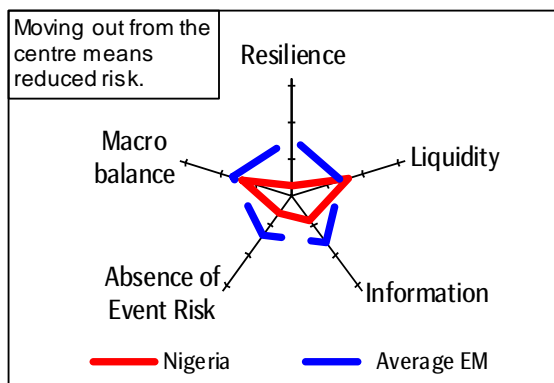 Moving out from the
centre means
reduced risk.
Resilience
Macro
balance
Liquidity
Absence of
Event Risk
Information
Nigeria
Average EM